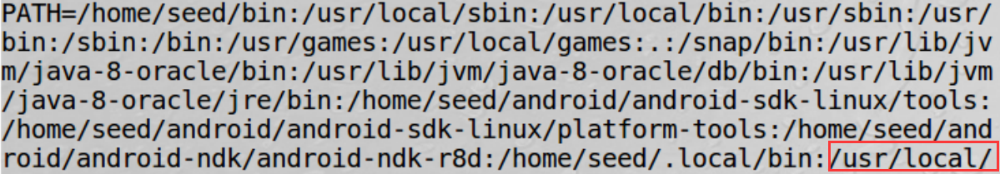 PATH=/home/seed/bin:/usr/local/sbin:/usr/local/bin:/usr/sbin:/usr/
bin:/sbin:/bin:/usr/games:/usr/local/games:.:/snap/bin:/usr/lib/jv
m/java-8-oracle/bin:/usr/lib/jvm/java-8-oracle/db/bin:/usr/lib/jvm
/java-8-oracle/jre/bin:/home/seed/android/android-sdk-linux/tools:
/home/seed/android/android-sdk-linux/platform-tools:/home/seed/and
roid/android-ndk/android-ndk-r8d:/home/seed/.local/bin:/usr/local/